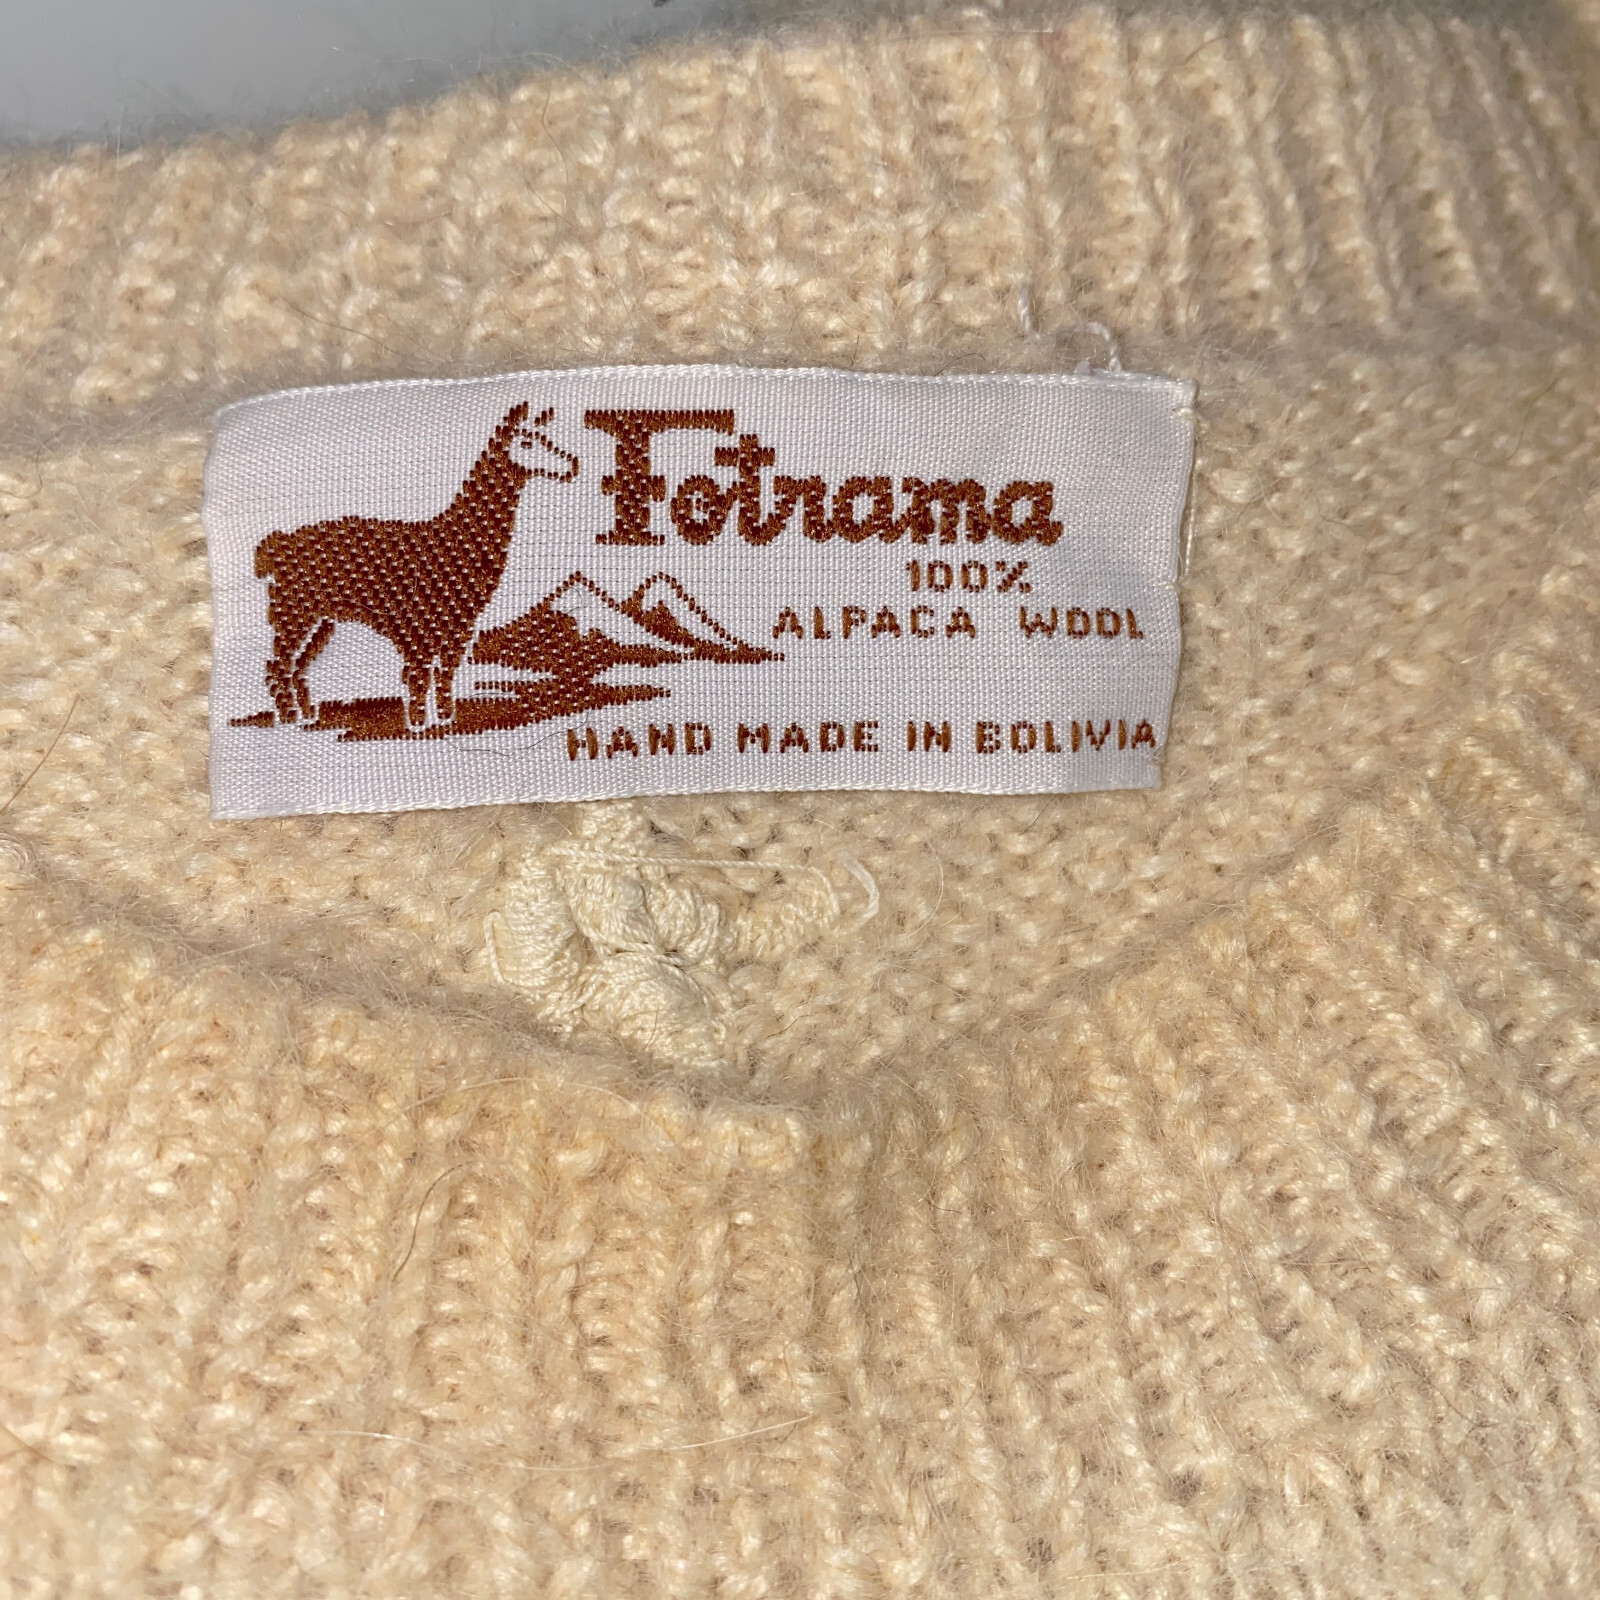 Fotrama
100%
ALPACA WOOL
HAND MADE IN BOLIVIA